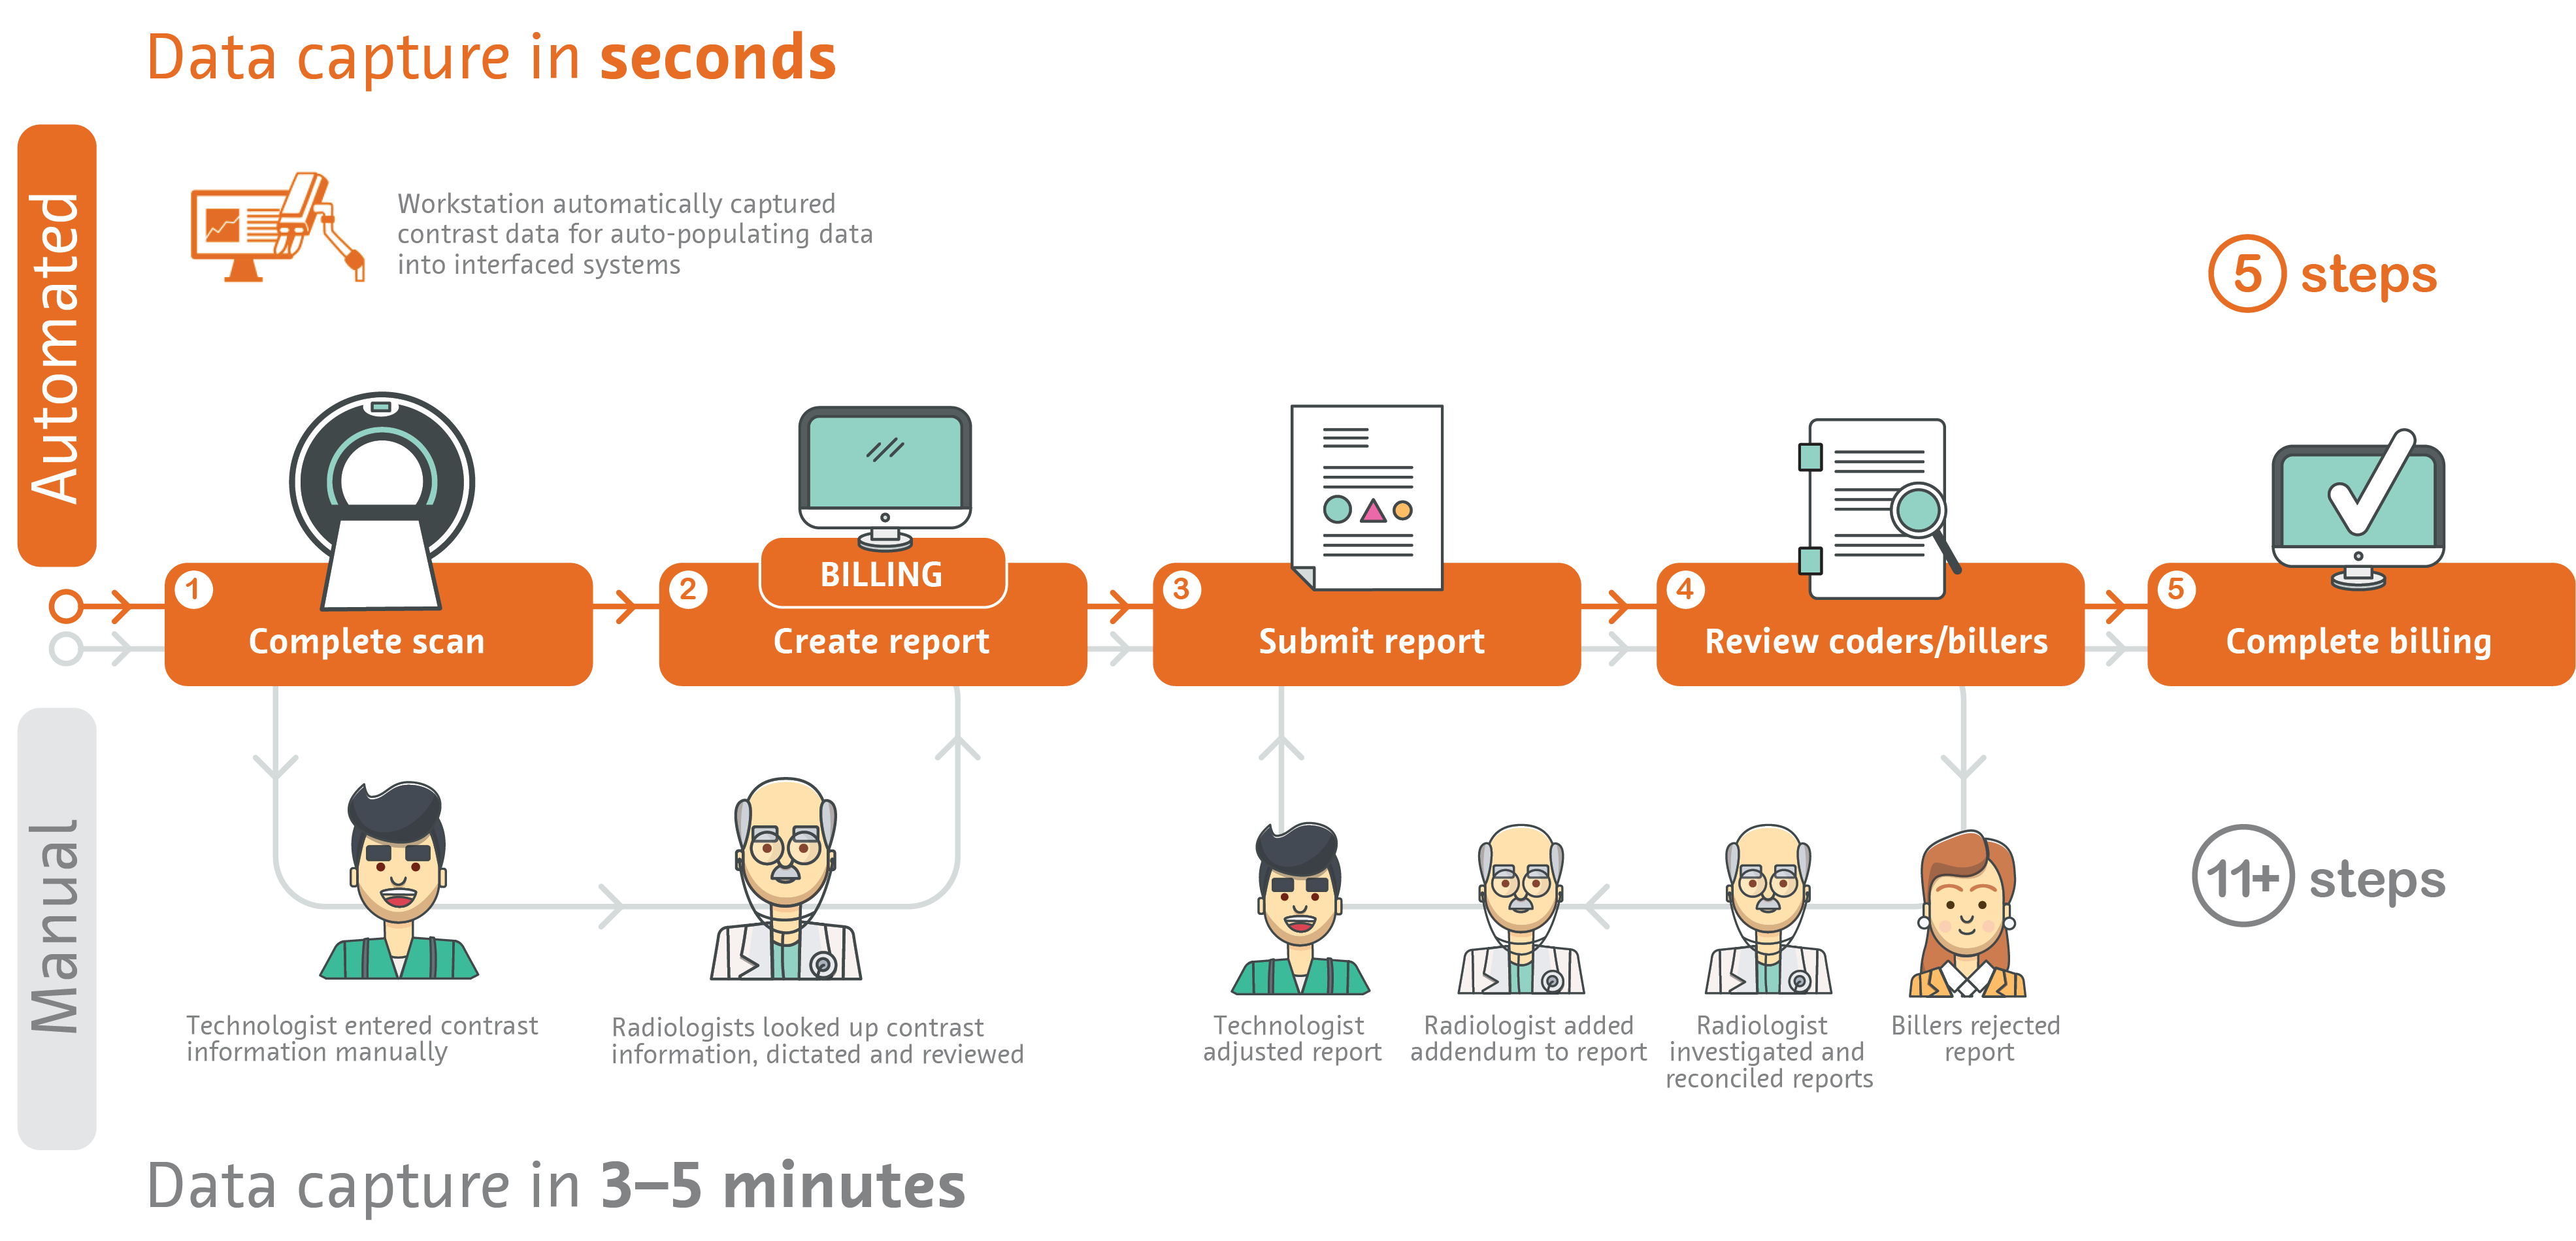 Data capture in seconds
Automated
Workstation automatically captured
contrast data for auto-populating data
into interfaced systems
5 steps
1
Complete scan
2
BILLING
Create report
3
Submit report
4
Review coders/billers
5
Complete billing
Manual
Technologist entered contrast
information manually
Radiologists looked up contrast
information, dictated and reviewed
Technologist
adjusted report
Radiologist added
addendum to report
Radiologist
investigated and
reconciled reports
Billers rejected
report
11+ steps
Data capture in 3–5 minutes